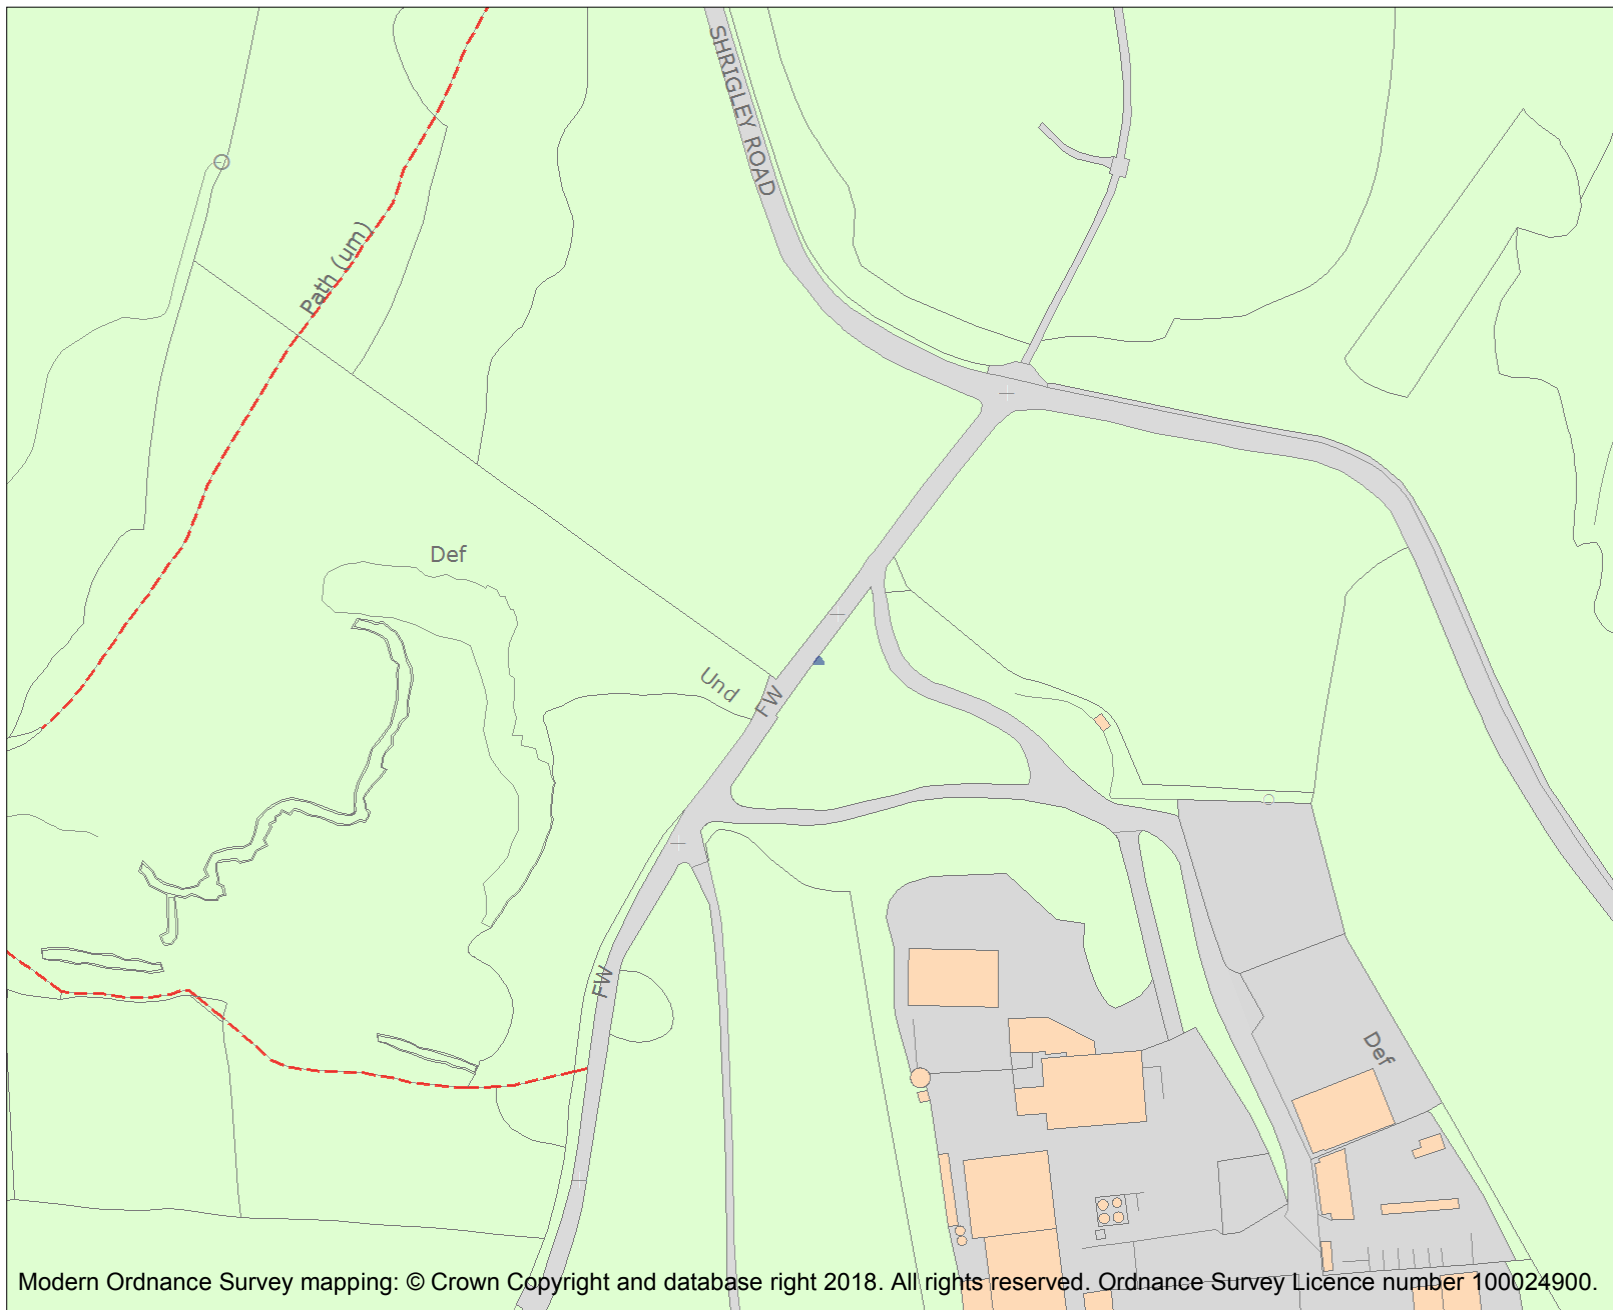 SHRIGLEY ROAD
Path (um)
Def
Und
FW
FW
Def
Modern Ordnance Survey mapping: © Crown Copyright and database right 2018. All rights reserved. Ordnance Survey Licence number 100024900.